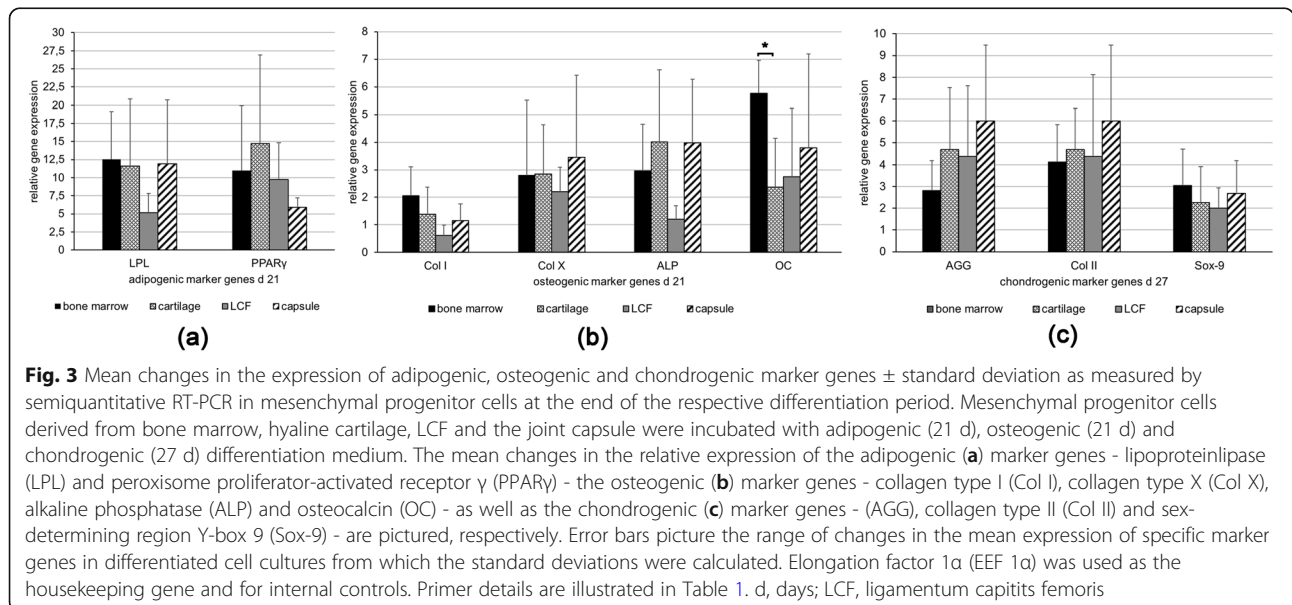 30
27,5
25
22,5
20
17,5
15
12,5
10
7,5
5
2,5
0
relative gene expression
LPL PPARγ
adipogenic marker genes d 21
bone marrow cartilage LCF capsule
(a)
8
7
6
5
4
3
2
1
0
relative gene expression
*
Col I Col X ALP OC
osteogenic marker genes d 21
bone marrow cartilage LCF capsule
(b)
10
9
8
7
6
5
4
3
2
1
0
relative gene expression
AGG Col II Sox-9
chondrogenic marker genes d 27
bone marrow cartilage LCF capsule
(c)
Fig. 3 Mean changes in the expression of adipogenic, osteogenic and chondrogenic marker genes ± standard deviation as measured by
semiquantitative RT-PCR in mesenchymal progenitor cells at the end of the respective differentiation period. Mesenchymal progenitor cells
derived from bone marrow, hyaline cartilage, LCF and the joint capsule were incubated with adipogenic (21 d), osteogenic (21 d) and
chondrogenic (27 d) differentiation medium. The mean changes in the relative expression of the adipogenic (a) marker genes - lipoproteinlipase
(LPL) and peroxisome proliferator-activated receptor γ (PPARγ) - the osteogenic (b) marker genes - collagen type I (Col I), collagen type X (Col X),
alkaline phosphatase (ALP) and osteocalcin (OC) - as well as the chondrogenic (c) marker genes - (AGG), collagen type II (Col II) and sex-
determining region Y-box 9 (Sox-9) - are pictured, respectively. Error bars picture the range of changes in the mean expression of specific marker
genes in differentiated cell cultures from which the standard deviations were calculated. Elongation factor 1α (EEF 1α) was used as the
housekeeping gene and for internal controls. Primer details are illustrated in Table 1. d, days; LCF, ligamentum capitits femoris